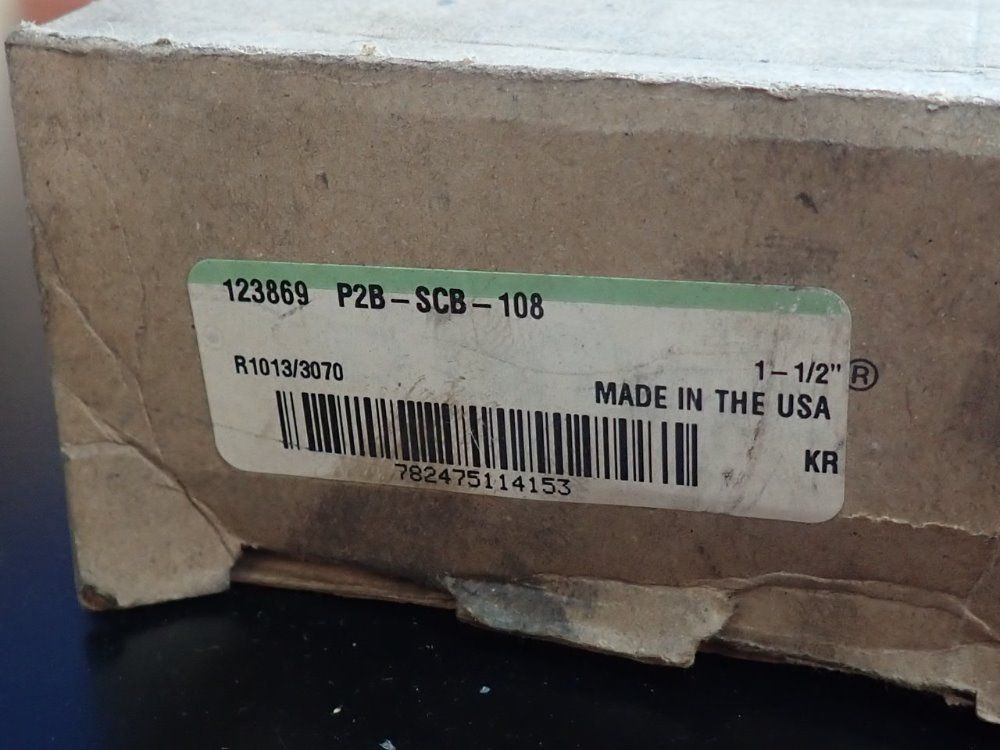 123869 P2B-SCB-108
R1013/3070
1-1/2" ®
MADE IN THE USA
KR
782475114153